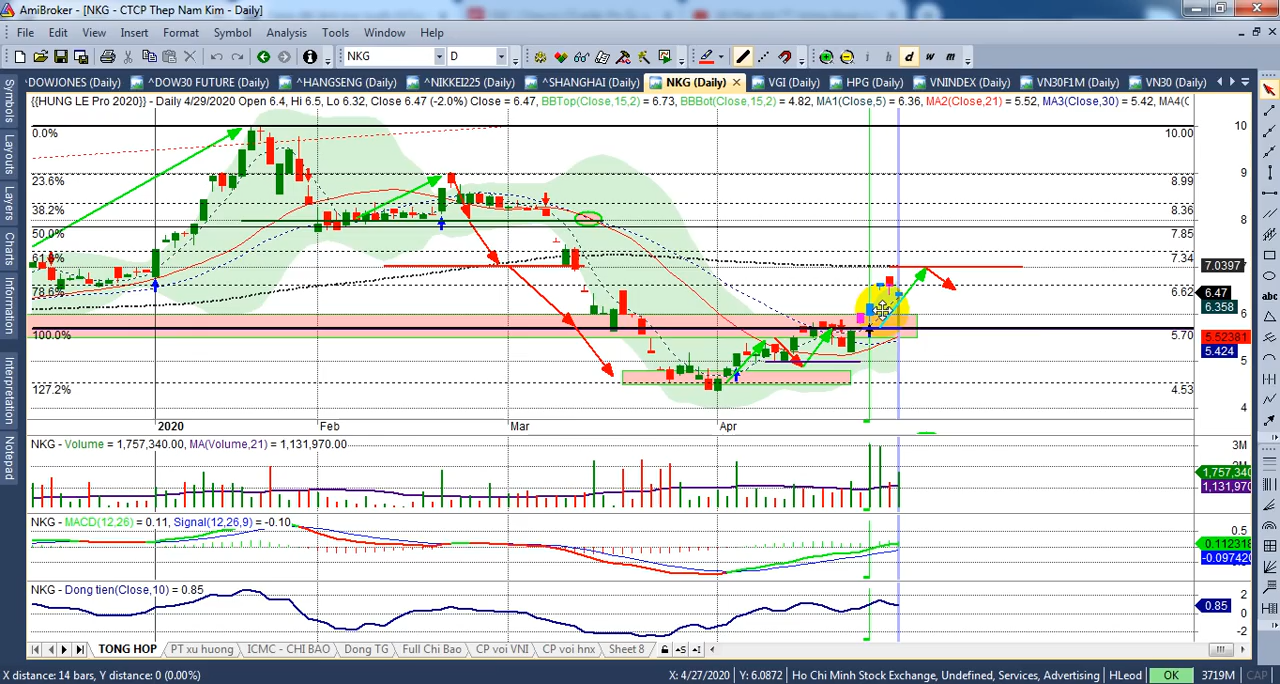 AmiBroker - [NKG - CTCP Thep Nam Kim - Daily]
File Edit View Insert Format Symbol Analysis Tools Window Help
NKG D i h d w m
^DOWJONES (Daily) ^DOW30 FUTURE (Daily) ^HANGSENG (Daily) ^NIKKEI225 (Daily) ^SHANGHAI (Daily) NKG (Daily) VGI (Daily) HPG (Daily) VNINDEX (Daily) VN30F1M (Daily) VN30 (Daily)
Symbols
Layouts
Layers
Charts
Information
Interpretation
Notepad
{{HUNG LE Pro 2020}} - Daily 4/29/2020 Open 6.4, Hi 6.5, Lo 6.32, Close 6.47 (-2.0%) Close = 6.47, BBTop(Close,15,2) = 6.73, BBBot(Close,15,2) = 4.82, MA1(Close,5) = 6.36, MA2(Close,21) = 5.52, MA3(Close,30) = 5.42, MA4(C
0.0% 10.00 10
23.6% 8.99 9
38.2% 8.36
50.0% 7.85 8
61.8% 7.34
7.0397
78.6% 6.62
6.47
6.358
6
100.0% 5.70
5.52381
5.424
5
127.2% 4.53
4
2020 Feb Mar Apr
NKG - Volume = 1,757,340.00, MA(Volume,21) = 1,131,970.00
3M
1,757,340
1,131,970
NKG - MACD(12,26) = 0.11, Signal(12,26,9) = -0.10
0.5
0.112318
-0.09742
NKG - Dong tien(Close,10) = 0.85
2
0.85
0
-2
TONG HOP PT xu huong ICMC - CHI BAO Dong TG Full Chi Bao CP voi VNI CP voi hnx Sheet 8
X distance: 14 bars, Y distance: 0 (0.00%) X: 4/27/2020 Y: 6.0872 Ho Chi Minh Stock Exchange, Undefined, Services, Advertising HLeod OK 3719M CAP
abc